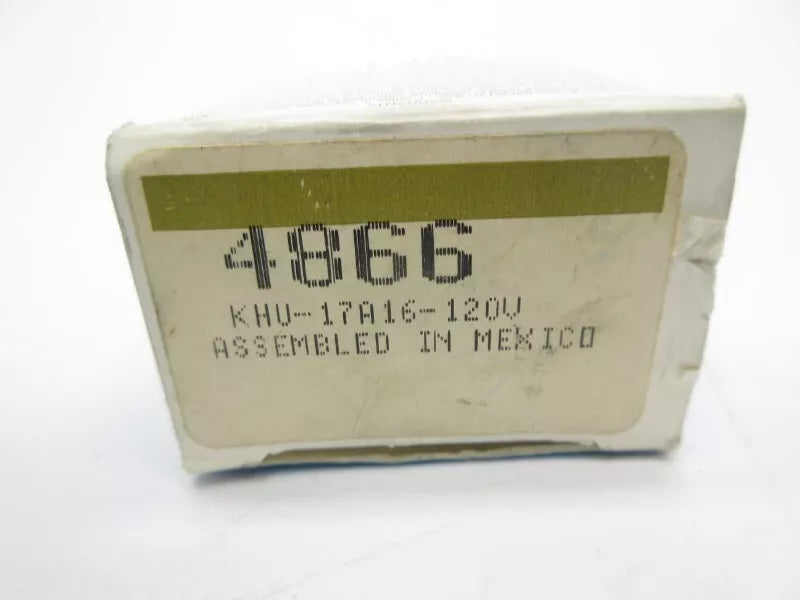 4866
KHU-17A16-120V
ASSEMBLED IN MEXICO